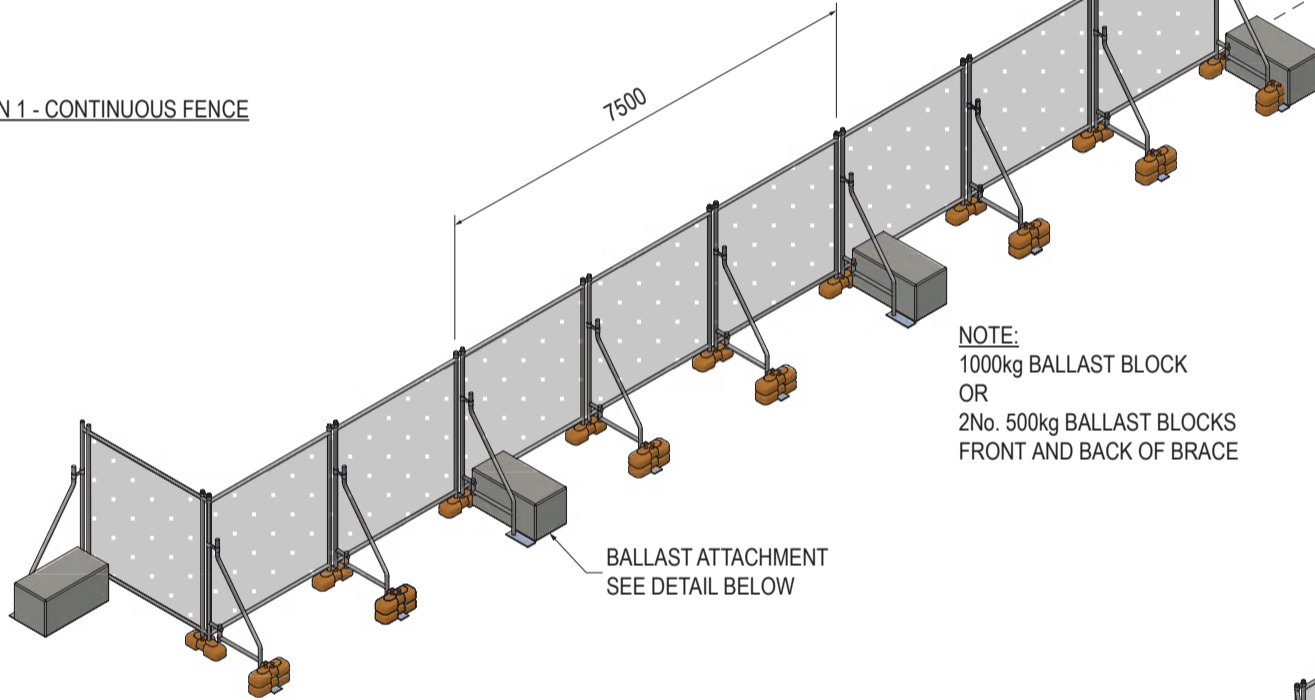 N 1 - CONTINUOUS FENCE
7500
NOTE:
1000kg BALLAST BLOCK
OR
2No. 500kg BALLAST BLOCKS
FRONT AND BACK OF BRACE
BALLAST ATTACHMENT
SEE DETAIL BELOW